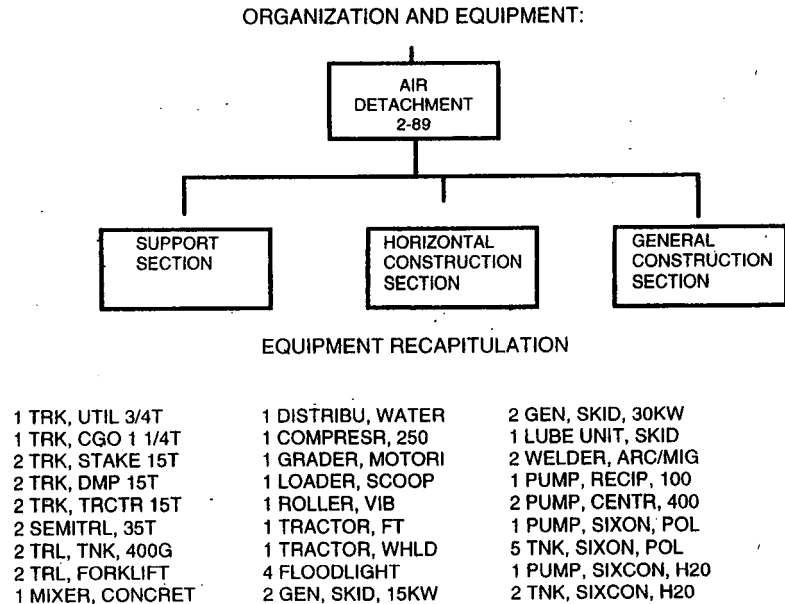 ORGANIZATION AND EQUIPMENT:
AIR
DETACHMENT
2-89
SUPPORT
SECTION
HORIZONTAL
CONSTRUCTION
SECTION
GENERAL
CONSTRUCTION
SECTION
EQUIPMENT RECAPITULATION
1 TRK, UTIL 3/4T
1 TRK, CGO 1 1/4T
2 TRK, STAKE 15T
2 TRK, DMP 15T
2 TRK, TRCTR 15T
2 SEMITRL, 35T
2 TRL, TNK, 400G
2 TRL, FORKLIFT
1 MIXER, CONCRET
1 DISTRIBU, WATER
1 COMPRESR, 250
1 GRADER, MOTORI
1 LOADER, SCOOP
1 ROLLER, VIB
1 TRACTOR, FT
1 TRACTOR, WHLD
4 FLOODLIGHT
2 GEN, SKID, 15KW
2 GEN, SKID, 30KW
1 LUBE UNIT, SKID
2 WELDER, ARC/MIG
1 PUMP, RECIP, 100
2 PUMP, CENTR, 400
1 PUMP, SIXON, POL
5 TNK, SIXON, POL
1 PUMP, SIXCON, H20
2 TNK, SIXCON, H20